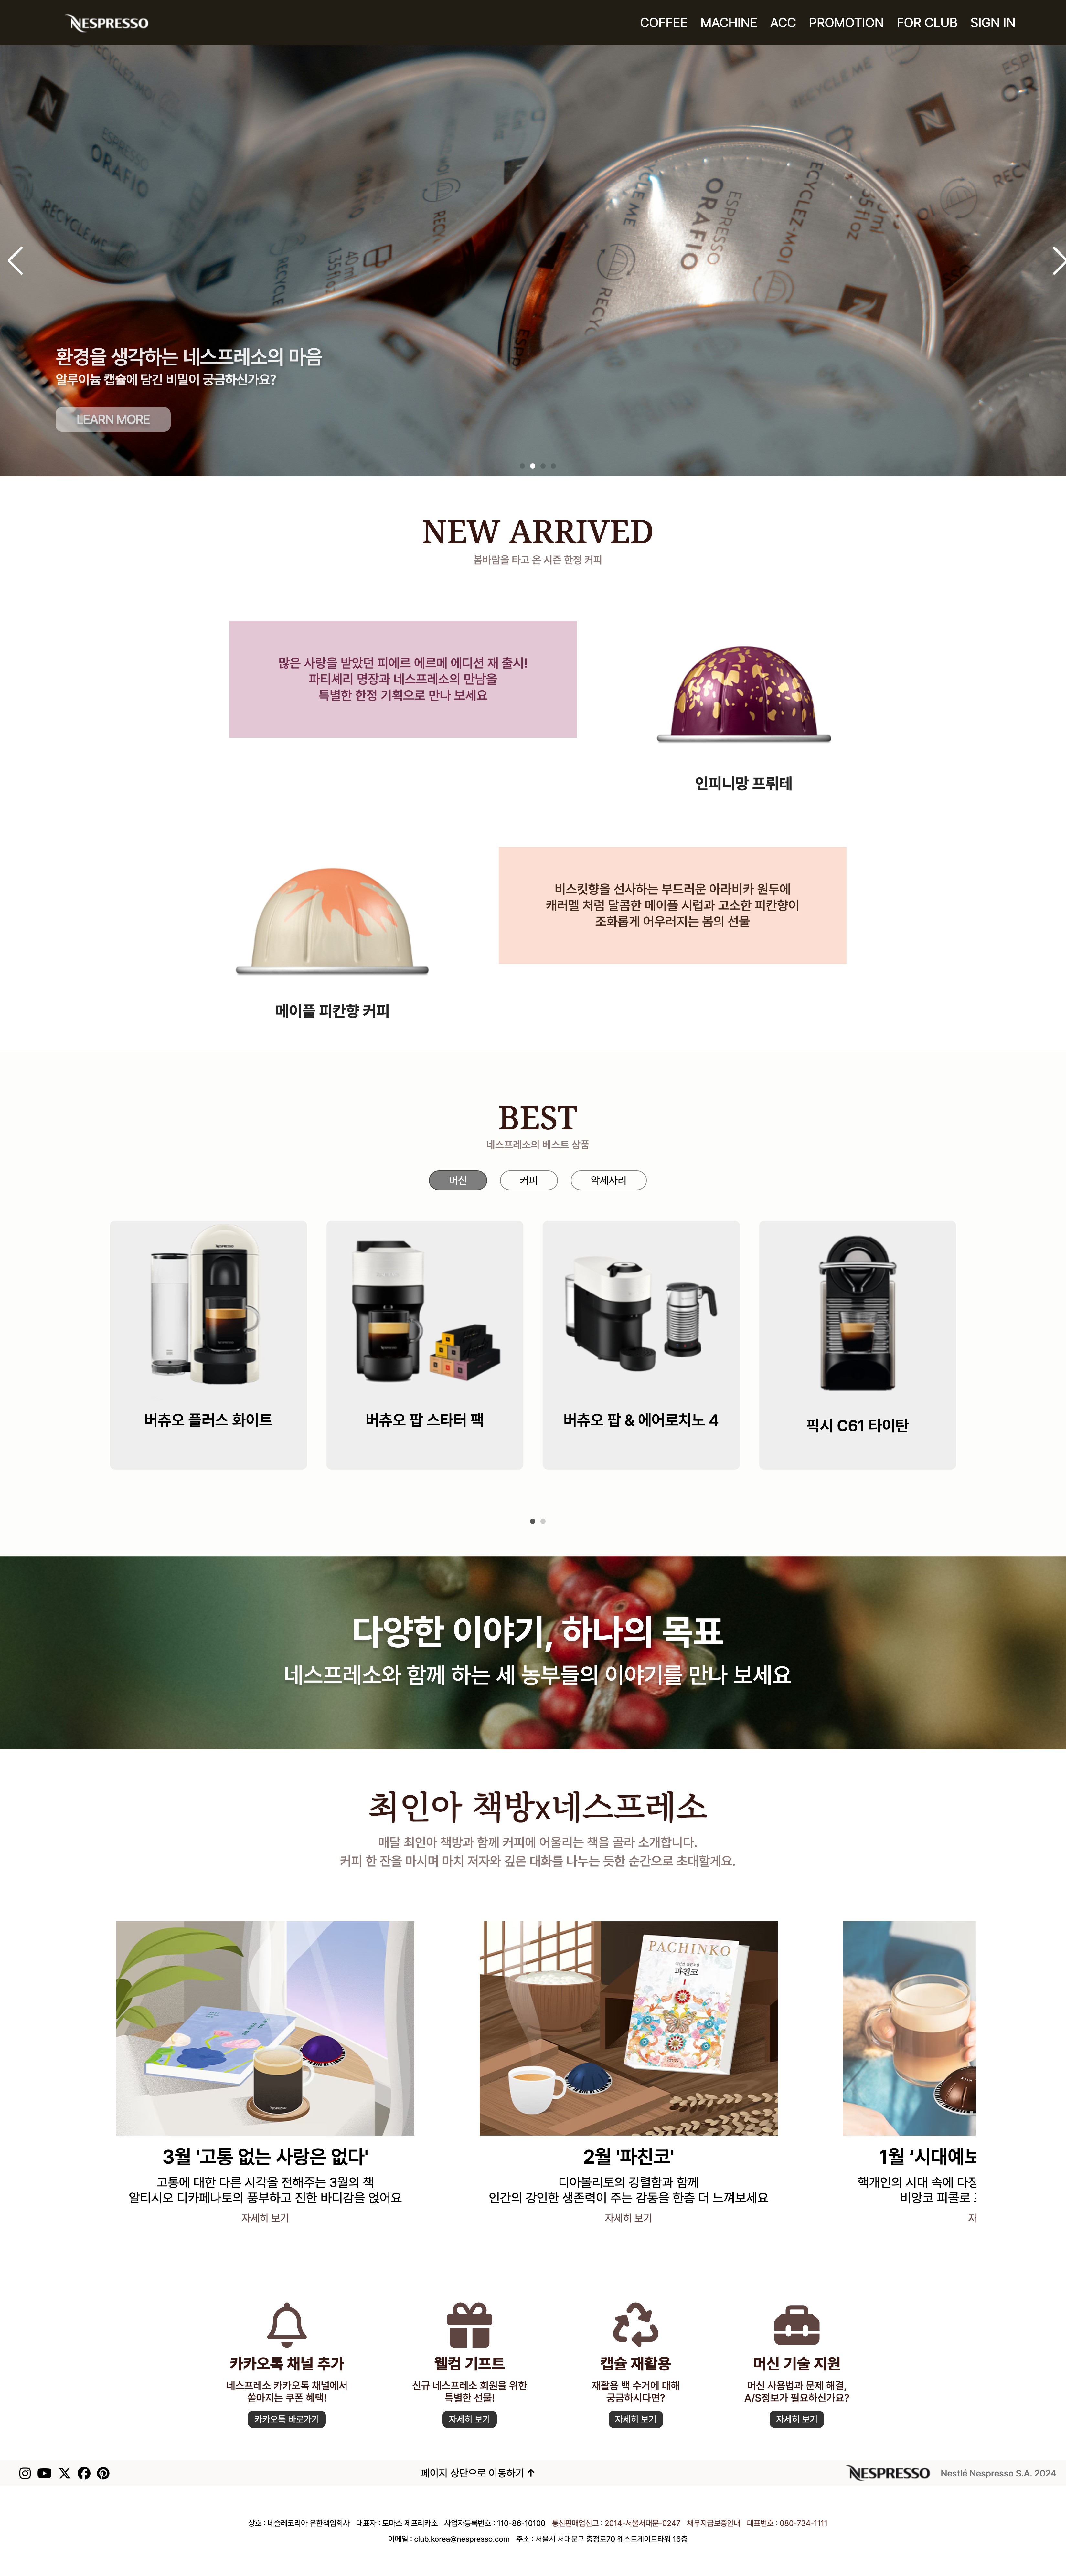 NESPRESSO
COFFEE MACHINE ACC PROMOTION FOR CLUB SIGN IN
RECYCLEZ-MOI
ESPRESSO
ORAFIO
RECYCLE ME
ESPRESSO
ORAFIO
RECYCLEZ-MOI
환경을 생각하는 네스프레소의 마음
알루미늄 캡슐에 담긴 비밀이 궁금하신가요?
LEARN MORE
NEW ARRIVED
봄바람을 타고 온 시즌 한정 커피
많은 사랑을 받았던 피에르 에르메 에디션 재 출시!
파티셰리 명장과 네스프레소의 만남을
특별한 한정 기획으로 만나 보세요
인피니망 프뤼테
비스킷향을 선사하는 부드러운 아라비카 원두에
캐러멜 처럼 달콤한 메이플 시럽과 고소한 피칸향이
조화롭게 어우러지는 봄의 선물
메이플 피칸향 커피
BEST
네스프레소의 베스트 상품
머신 커피 악세사리
버츄오 플러스 화이트
버츄오 팝 스타터 팩
버츄오 팝 & 에어로치노 4
픽시 C61 타이탄
다양한 이야기, 하나의 목표
네스프레소와 함께 하는 세 농부들의 이야기를 만나 보세요
최인아 책방x네스프레소
매달 최인아 책방과 함께 커피에 어울리는 책을 골라 소개합니다.
커피 한 잔을 마시며 마치 저자와 깊은 대화를 나누는 듯한 순간으로 초대할게요.
PACHINKO
파친코
3월 '고통 없는 사랑은 없다'
고통에 대한 다른 시각을 전해주는 3월의 책
알티시오 디카페나토의 풍부하고 진한 바디감을 얹어요
자세히 보기
2월 '파친코'
디아볼리토의 강렬함과 함께
인간의 강인한 생존력이 주는 감동을 한층 더 느껴보세요
자세히 보기
1월 ‘시대예보
핵개인의 시대 속에 다정
비앙코 피콜로
카카오톡 채널 추가
네스프레소 카카오톡 채널에서
쏟아지는 쿠폰 혜택!
카카오톡 바로가기
웰컴 기프트
신규 네스프레소 회원을 위한
특별한 선물!
자세히 보기
캡슐 재활용
재활용 백 수거에 대해
궁금하시다면?
자세히 보기
머신 기술 지원
머신 사용법과 문제 해결,
A/S정보가 필요하신가요?
자세히 보기
페이지 상단으로 이동하기 ↑
NESPRESSO Nestlé Nespresso S.A. 2024
상호 : 네슬레코리아 유한책임회사 대표자 : 토마스 제프리카소 사업자등록번호 : 110-86-10100 통신판매업신고 : 2014-서울서대문-0247 채무지급보증안내 대표번호 : 080-734-1111
이메일 : club.korea@nespresso.com 주소 : 서울시 서대문구 충정로70 웨스트게이트타워 16층